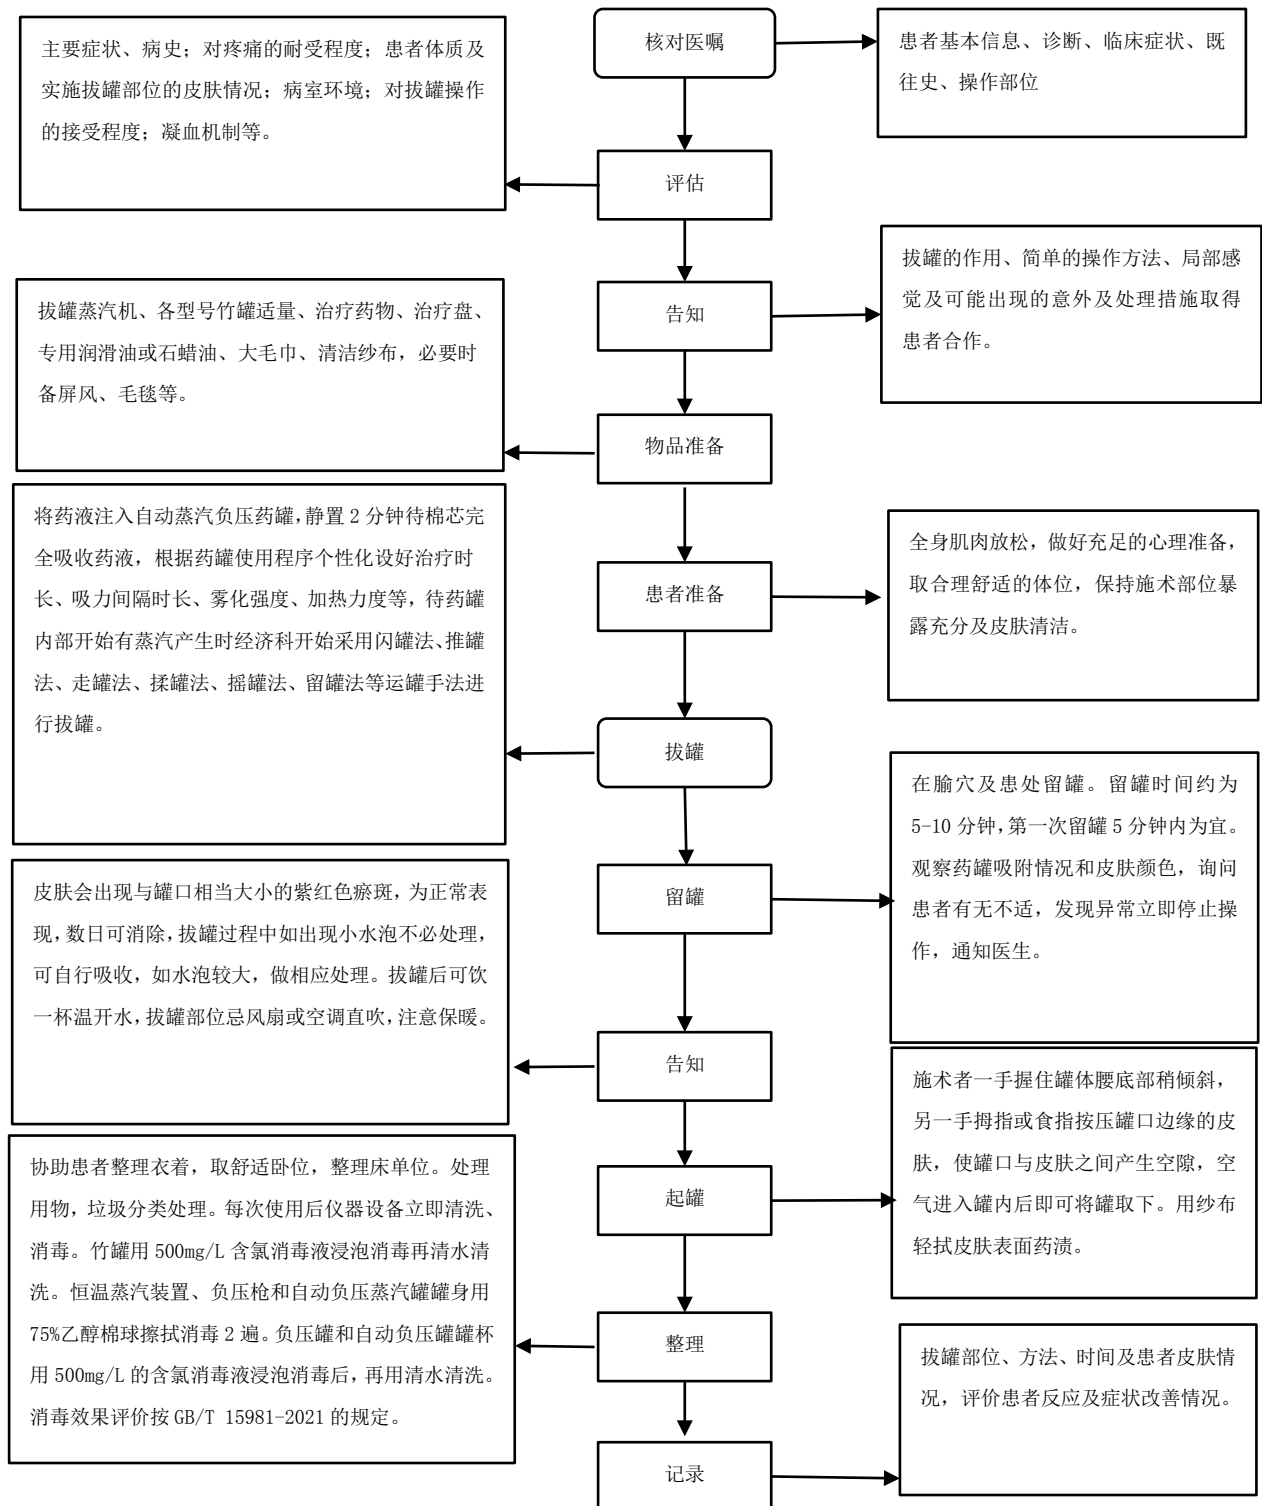 核对医嘱
患者基本信息、诊断、临床症状、既
往史、操作部位
主要症状、病史；对疼痛的耐受程度；患者体质及
实施拔罐部位的皮肤情况；病室环境；对拔罐操作
的接受程度；凝血机制等。
评估
告知
拔罐的作用、简单的操作方法、局部感
觉及可能出现的意外及处理措施取得
患者合作。
拔罐蒸汽机、各型号竹罐适量、治疗药物、治疗盘、
专用润滑油或石蜡油、大毛巾、清洁纱布，必要时
备屏风、毛毯等。
物品准备
患者准备
全身肌肉放松，做好充足的心理准备，
取合理舒适的体位，保持施术部位暴
露充分及皮肤清洁。
将药液注入自动蒸汽负压药罐，静置 2 分钟待棉芯完
全吸收药液，根据药罐使用程序个性化设好治疗时
长、吸力间隔时长、雾化强度、加热力度等，待药罐
内部开始有蒸汽产生时经济科开始采用闪罐法、推罐
法、走罐法、揉罐法、摇罐法、留罐法等运罐手法进
行拔罐。
拔罐
留罐
在腧穴及患处留罐。留罐时间约为
5-10 分钟，第一次留罐 5 分钟内为宜。
观察药罐吸附情况和皮肤颜色，询问
患者有无不适，发现异常立即停止操
作，通知医生。
皮肤会出现与罐口相当大小的紫红色瘀斑，为正常表
现，数日可消除，拔罐过程中如出现小水泡不必处理，
可自行吸收，如水泡较大，做相应处理。拔罐后可饮
一杯温开水，拔罐部位忌风扇或空调直吹，注意保暖。
告知
起罐
施术者一手握住罐体腰底部稍倾斜，
另一手拇指或食指按压罐口边缘的皮
肤，使罐口与皮肤之间产生空隙，空
气进入罐内后即可将罐取下。用纱布
轻拭皮肤表面药渍。
协助患者整理衣着，取舒适卧位，整理床单位。处理
用物，垃圾分类处理。每次使用后仪器设备立即清洗、
消毒。竹罐用 500mg/L 含氯消毒液浸泡消毒再清水清
洗。恒温蒸汽装置、负压枪和自动负压蒸汽罐罐身用
75%乙醇棉球擦拭消毒 2 遍。负压罐和自动负压罐罐杯
用 500mg/L 的含氯消毒液浸泡消毒后，再用清水清洗。
消毒效果评价按 GB/T 15981-2021 的规定。
整理
记录
拔罐部位、方法、时间及患者皮肤情
况，评价患者反应及症状改善情况。